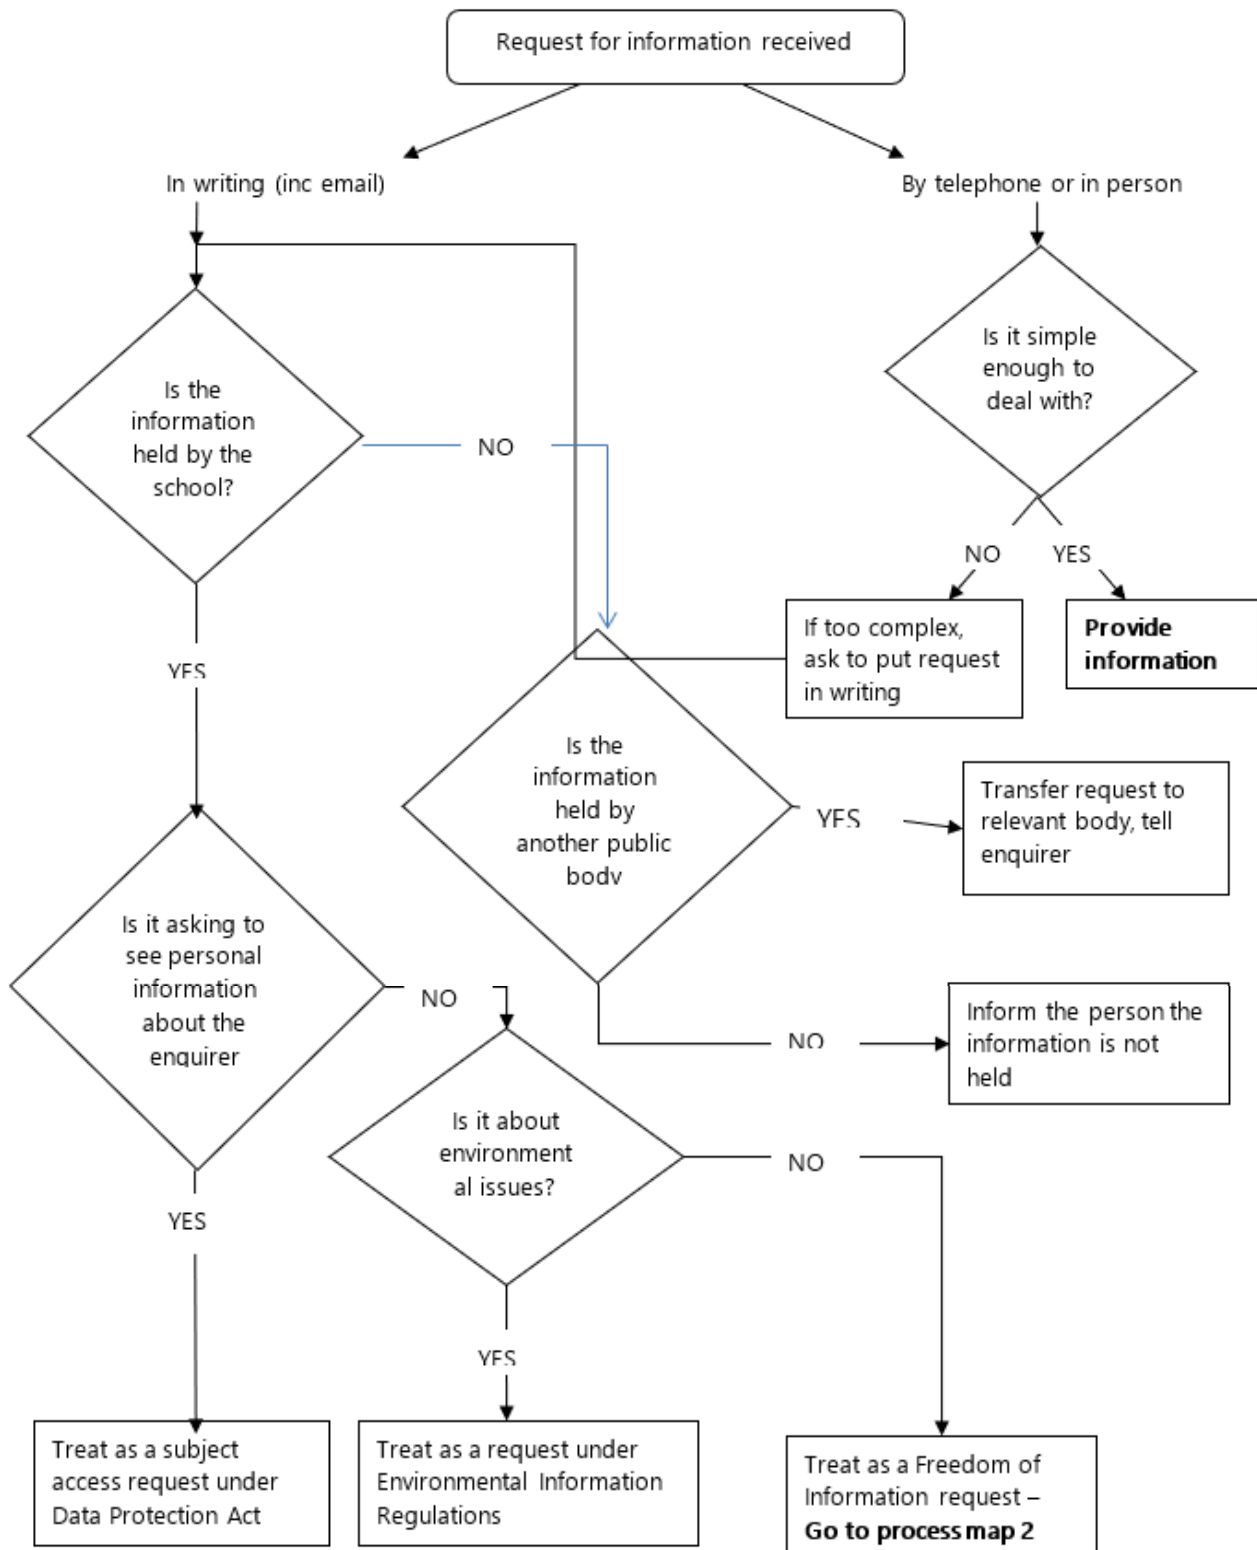 Request for information received
In writing (inc email)
By telephone or in person
Is it simple
enough to
deal with?
Is the
information
held by the
school?
NO
NO
YES
If too complex,
ask to put request
in writing
Provide
information
YES
Is the
information
held by
another public
body
YES
Transfer request to
relevant body, tell
enquirer
Is it asking to
see personal
information
about the
enquirer
NO
Inform the person the
information is not
held
NO
Is it about
environment
al issues?
NO
YES
YES
Treat as a subject
access request under
Data Protection Act
Treat as a request under
Environmental Information
Regulations
Treat as a Freedom of
Information request –
Go to process map 2